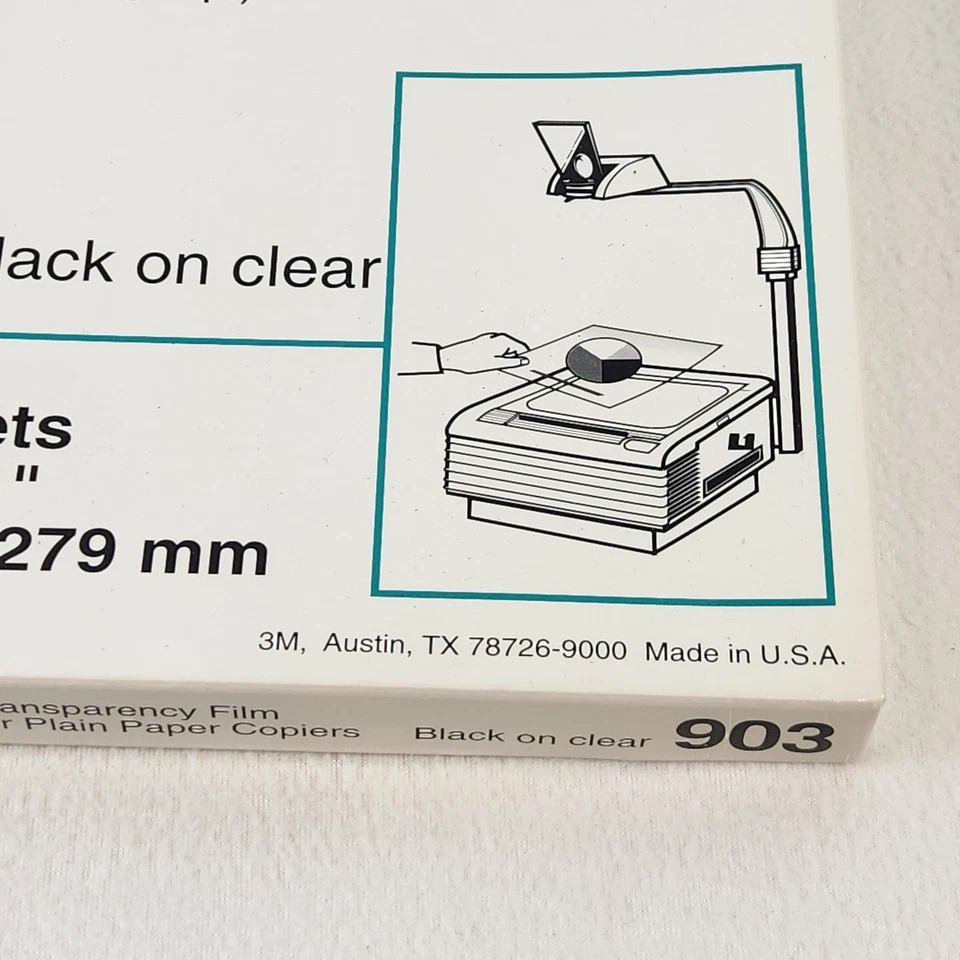 lack on clear
ets
"
279 mm
3M, Austin, TX 78726-9000 Made in U.S.A.
ansparency Film
r Plain Paper Copiers Black on clear 903